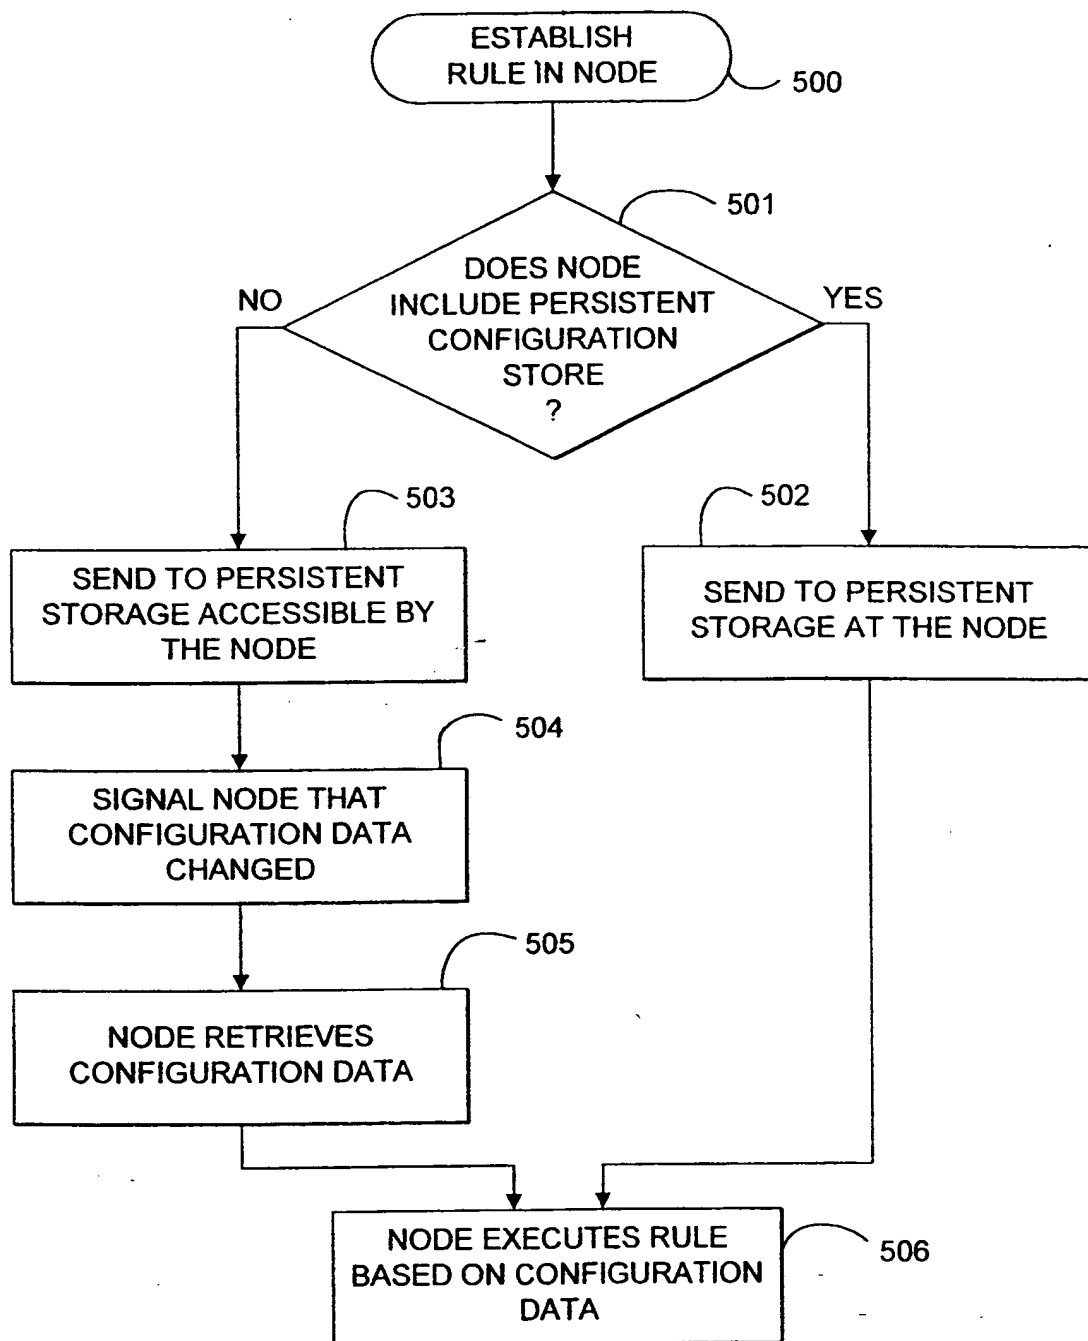 ESTABLISH
RULE IN NODE
500
501
DOES NODE
INCLUDE PERSISTENT
CONFIGURATION
STORE
?
NO
YES
503
502
SEND TO PERSISTENT
STORAGE ACCESSIBLE BY
THE NODE
SEND TO PERSISTENT
STORAGE AT THE NODE
504
SIGNAL NODE THAT
CONFIGURATION DATA
CHANGED
505
NODE RETRIEVES
CONFIGURATION DATA
NODE EXECUTES RULE
BASED ON CONFIGURATION
DATA
506